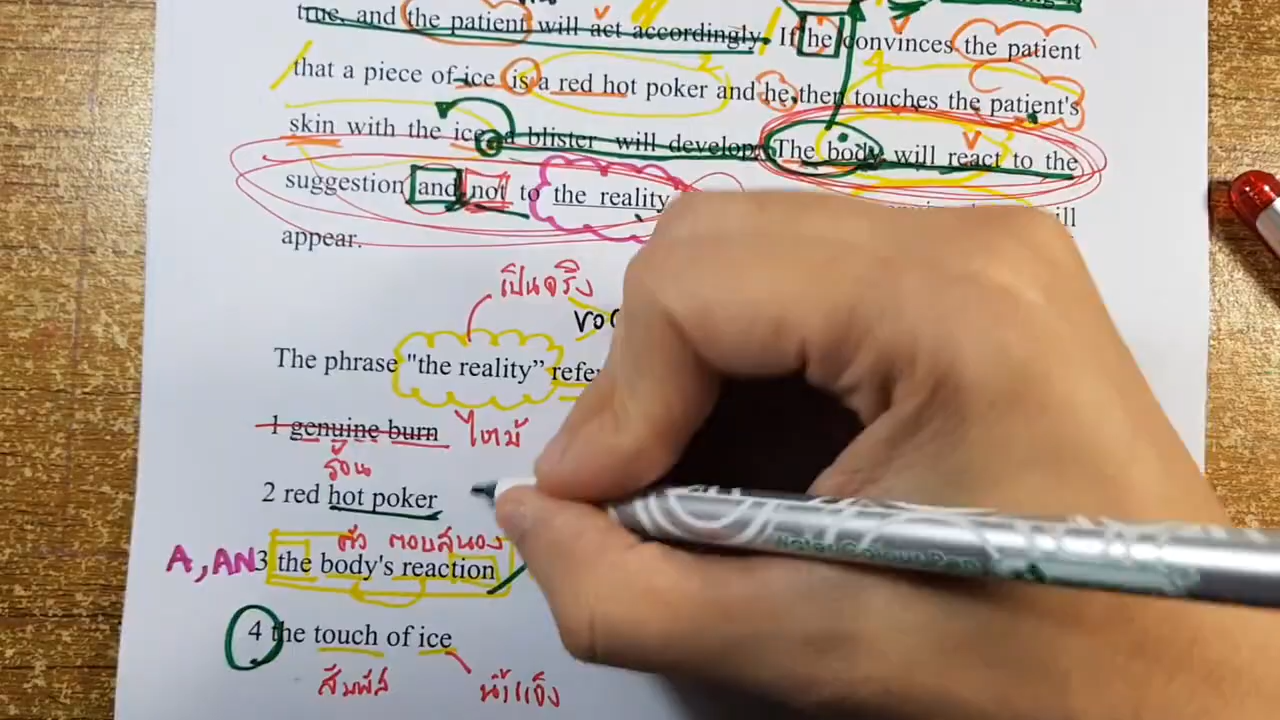 true, and the patient will act accordingly. If he convinces the patient
that a piece of ice is a red hot poker and he, then touches the patient's
skin with the ice, a blister will develop. The body will react to the
suggestion and not to the reality
appear.
เป็นจริง
The phrase "the reality” refe
1 genuine burn ไหม้
ร้อน
2 red hot poker
ตัว ตอบสนอง
A, AN 3 the body's reaction
4 the touch of ice
สัมผัส น้ำแข็ง